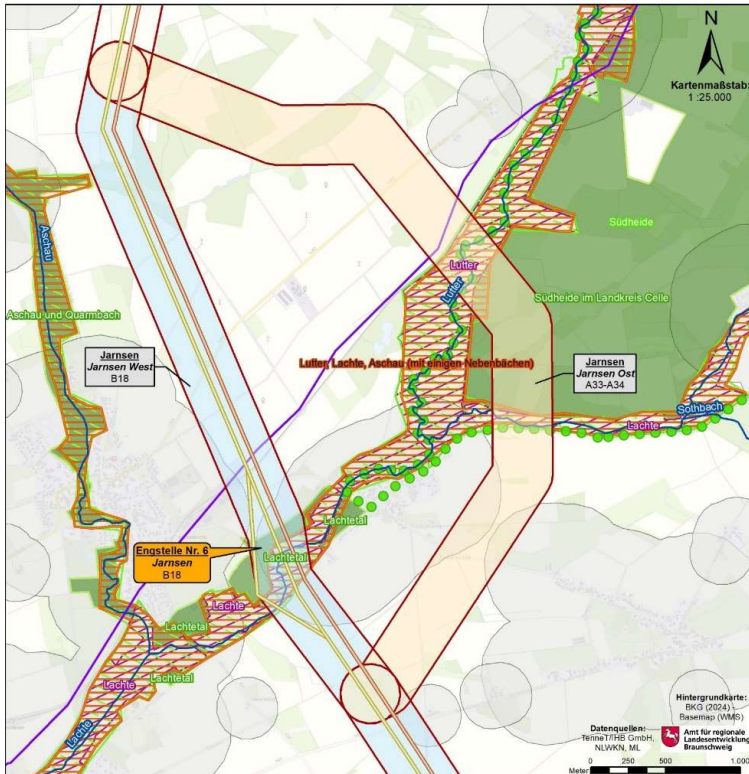 N
Kartenmaßstab:
1 :25.000
Südheide
Lutter
Lutter
Aschau
Südheide im Landkreis Celle
Aschau und Quarmbach
Jarnsen
Jarnsen West
B18
Lutter, Lachte, Aschau (mit einigen Nebenbächen)
Jarnsen
Jarnsen Ost
A33-A34
Sothbach
Lachte
Engstelle Nr. 6
Jarnsen
B18
Lachtetal
Lachte
Lachtetal
Lachte
Lachtetal
Lachte
Hintergrundkarte:
BKG (2024) -
Basemap (WMS)
Datenquellen:
TenneT/IHB GmbH,
NLWKN, ML
Amt für regionale
Landesentwicklung
Braunschweig
Meter
0 250 500 1.000